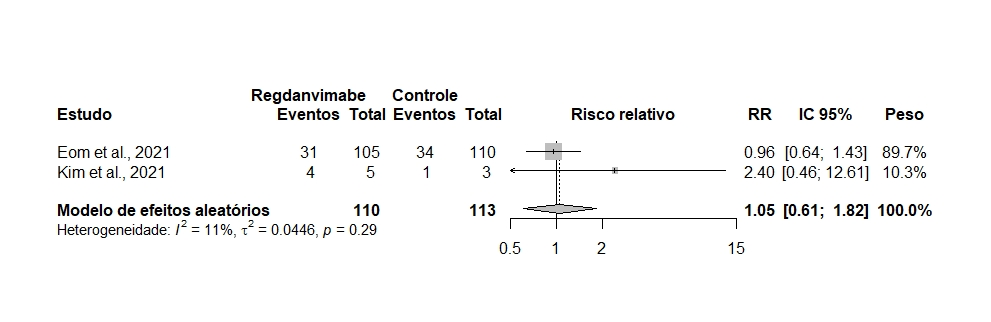 Regdanvimabe Controle
Estudo Eventos Total Eventos Total Risco relativo RR IC 95% Peso
Eom et al., 2021 31 105 34 110 0.96 [0.64; 1.43] 89.7%
Kim et al., 2021 4 5 1 3 2.40 [0.46; 12.61] 10.3%
Modelo de efeitos aleatórios 110 113 1.05 [0.61; 1.82] 100.0%
Heterogeneidade: I² = 11%, τ² = 0.0446, p = 0.29
0.5 1 2 15